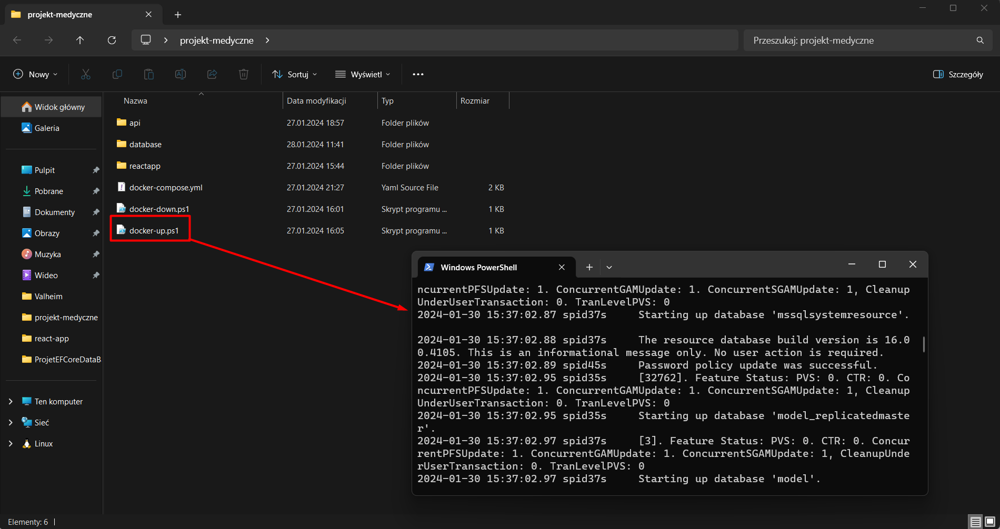 projekt-medyczne
projekt-medyczne
Przeszukaj: projekt-medyczne
Nowy
Sortuj
Wyświetl
Szczegóły
Widok główny
Galeria
Pulpit
Pobrane
Dokumenty
Obrazy
Muzyka
Wideo
Valheim
projekt-medyczne
react-app
ProjetEFCoreDataB
Ten komputer
Sieć
Linux
Nazwa Data modyfikacji Typ Rozmiar
api 27.01.2024 18:57 Folder plików
database 28.01.2024 11:41 Folder plików
reactapp 27.01.2024 15:44 Folder plików
docker-compose.yml 27.01.2024 21:27 Yaml Source File 2 KB
docker-down.ps1 27.01.2024 16:01 Skrypt programu ... 1 KB
docker-up.ps1 27.01.2024 16:05 Skrypt programu ... 1 KB
Windows PowerShell
ncurrentPFSUpdate: 1. ConcurrentGAMUpdate: 1. ConcurrentSGAMUpdate: 1, Cleanup
UnderUserTransaction: 0. TranLevelPVS: 0
2024-01-30 15:37:02.87 spid37s     Starting up database 'mssqlsystemresource'.
2024-01-30 15:37:02.88 spid37s     The resource database build version is 16.0
0.4105. This is an informational message only. No user action is required.
2024-01-30 15:37:02.89 spid45s     Password policy update was successful.
2024-01-30 15:37:02.95 spid35s     [32762]. Feature Status: PVS: 0. CTR: 0. Co
ncurrentPFSUpdate: 1. ConcurrentGAMUpdate: 1. ConcurrentSGAMUpdate: 1, Cleanup
UnderUserTransaction: 0. TranLevelPVS: 0
2024-01-30 15:37:02.95 spid35s     Starting up database 'model_replicatedmaste
r'.
2024-01-30 15:37:02.97 spid37s     [3]. Feature Status: PVS: 0. CTR: 0. Concur
rentPFSUpdate: 1. ConcurrentGAMUpdate: 1. ConcurrentSGAMUpdate: 1, CleanupUnde
rUserTransaction: 0. TranLevelPVS: 0
2024-01-30 15:37:02.97 spid37s     Starting up database 'model'.
Elementy: 6